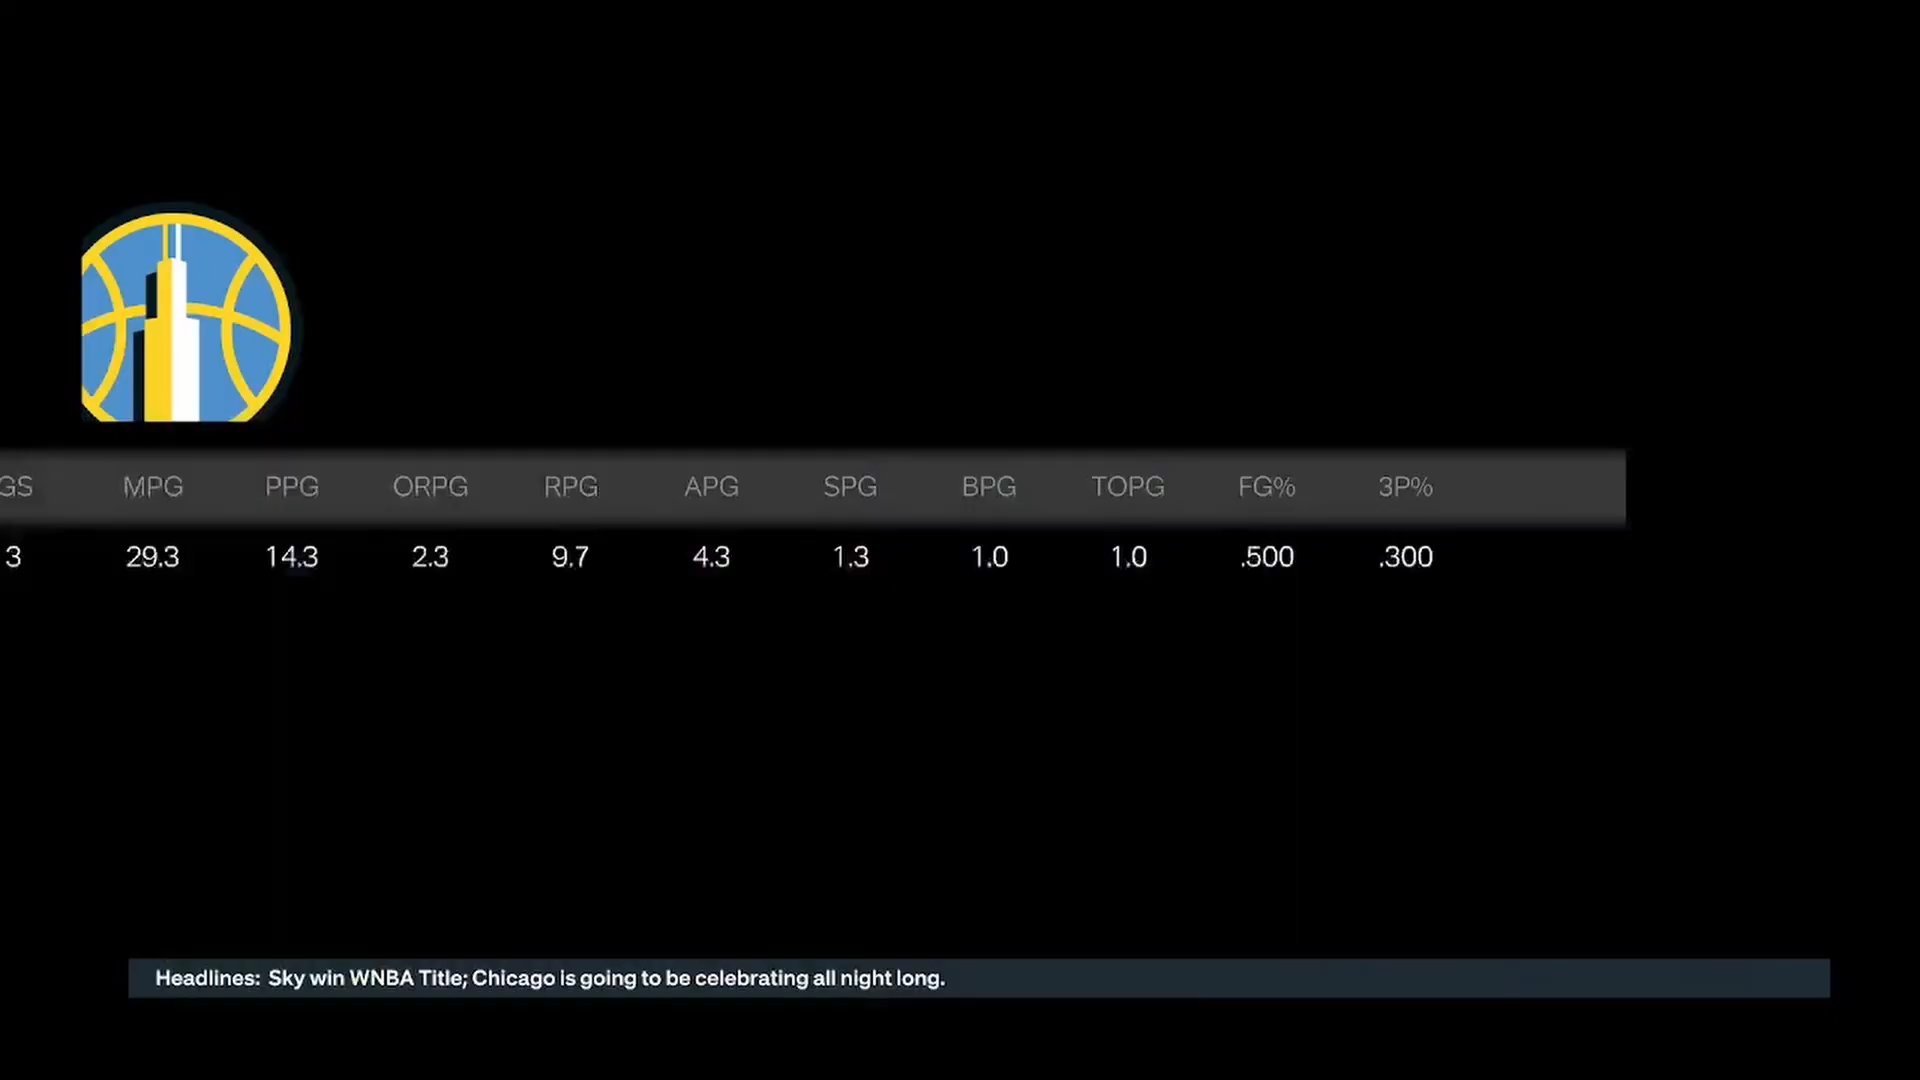 GS MPG PPG ORPG RPG APG SPG BPG TOPG FG% 3P%
3 29.3 14.3 2.3 9.7 4.3 1.3 1.0 1.0 .500 .300
Headlines: Sky win WNBA Title; Chicago is going to be celebrating all night long.